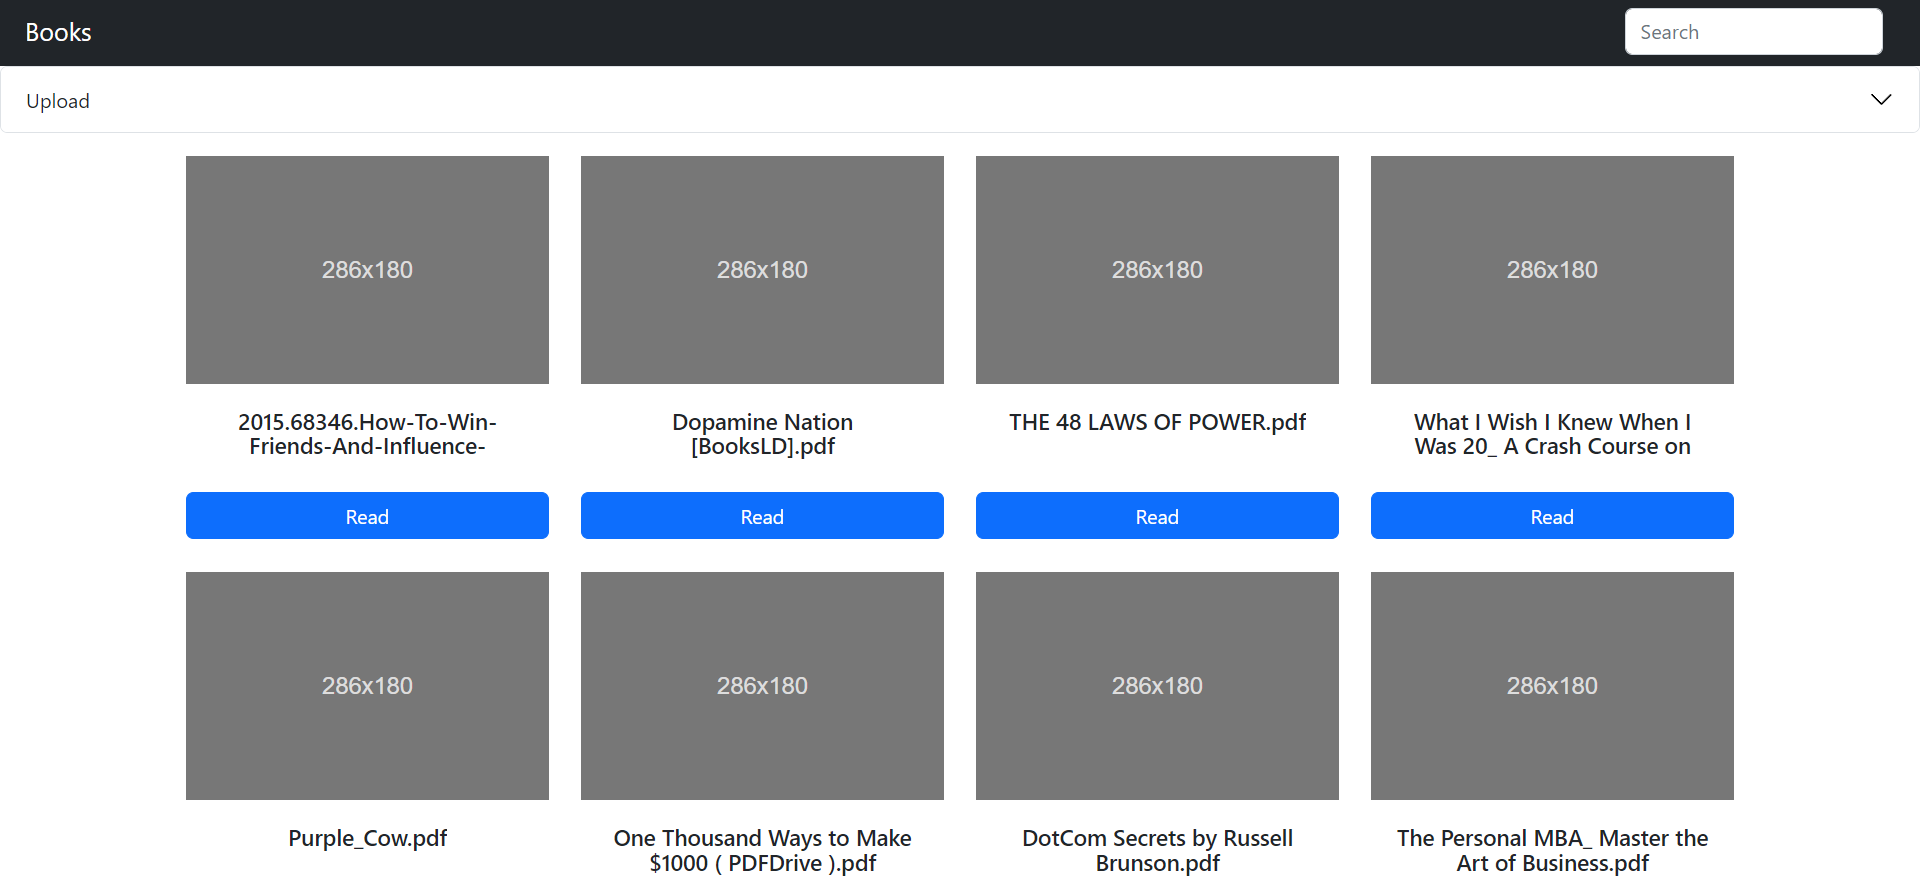 Books
Search
Upload
286x180
286x180
286x180
286x180
2015.68346.How-To-Win-
Friends-And-Influence-
Dopamine Nation
[BooksLD].pdf
THE 48 LAWS OF POWER.pdf
What I Wish I Knew When I
Was 20_ A Crash Course on
Read
Read
Read
Read
286x180
286x180
286x180
286x180
Purple_Cow.pdf
One Thousand Ways to Make
$1000 ( PDFDrive ).pdf
DotCom Secrets by Russell
Brunson.pdf
The Personal MBA_ Master the
Art of Business.pdf